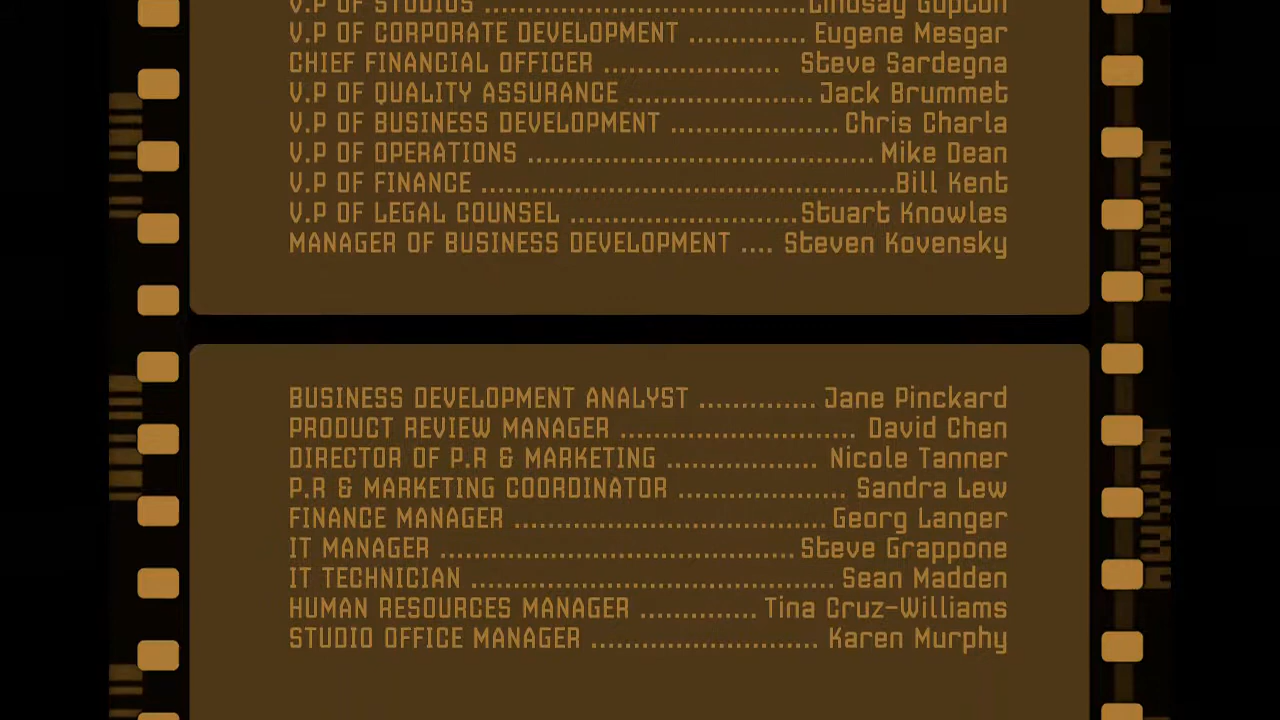 V.P OF STUDIOS ........................................Lindsay Gupton
V.P OF CORPORATE DEVELOPMENT .............. Eugene Mesgar
CHIEF FINANCIAL OFFICER ..................... Steve Sardegna
V.P OF QUALITY ASSURANCE ...................... Jack Brummet
V.P OF BUSINESS DEVELOPMENT .................... Chris Charla
V.P OF OPERATIONS ......................................... Mike Dean
V.P OF FINANCE .................................................Bill Kent
V.P OF LEGAL COUNSEL ...........................Stuart Knowles
MANAGER OF BUSINESS DEVELOPMENT .... Steven Kovensky
BUSINESS DEVELOPMENT ANALYST .............. Jane Pinckard
PRODUCT REVIEW MANAGER ............................ David Chen
DIRECTOR OF P.R & MARKETING .................. Nicole Tanner
P.R & MARKETING COORDINATOR .................... Sandra Lew
FINANCE MANAGER ..................................... Georg Langer
IT MANAGER .......................................... Steve Grappone
IT TECHNICIAN ........................................... Sean Madden
HUMAN RESOURCES MANAGER .............. Tina Cruz-Williams
STUDIO OFFICE MANAGER ........................... Karen Murphy